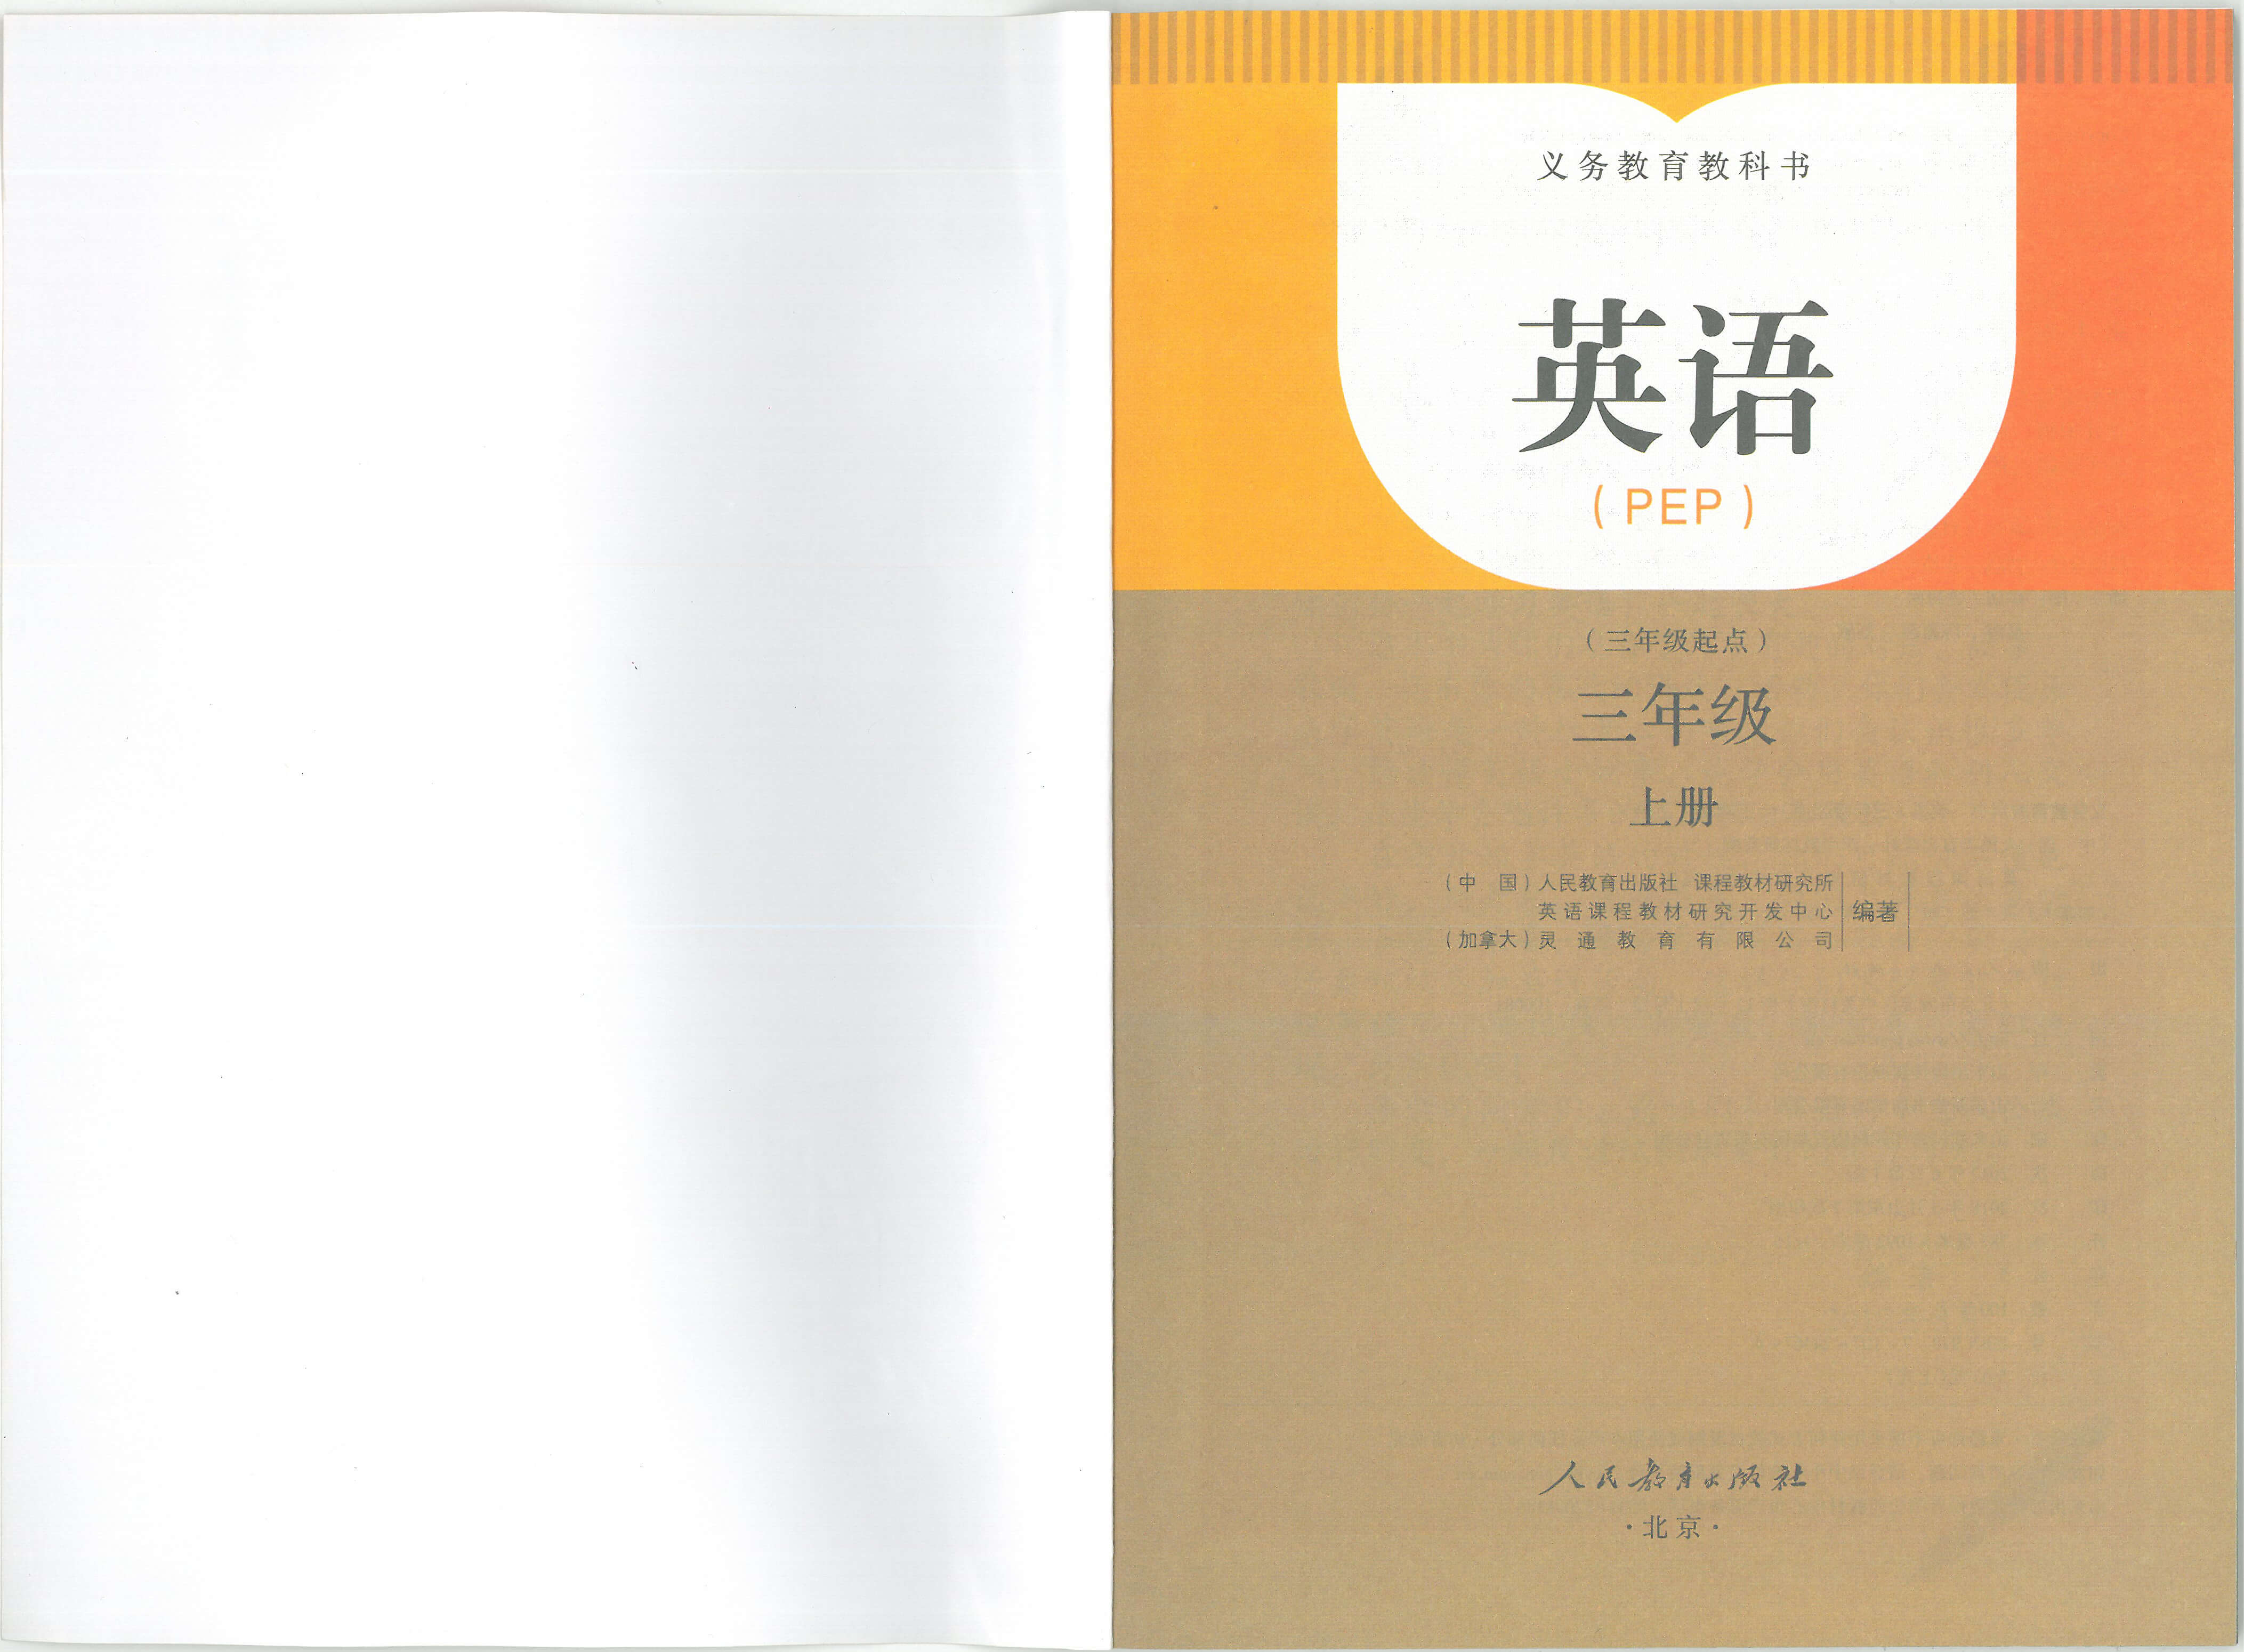 义务教育教科书
英语
(PEP)
(三年级起点)
三年级
上册
(中 国)人民教育出版社 课程教材研究所
英语课程教材研究开发中心 编著
(加拿大)灵通教育有限公司
人民教育出版社
·北京·